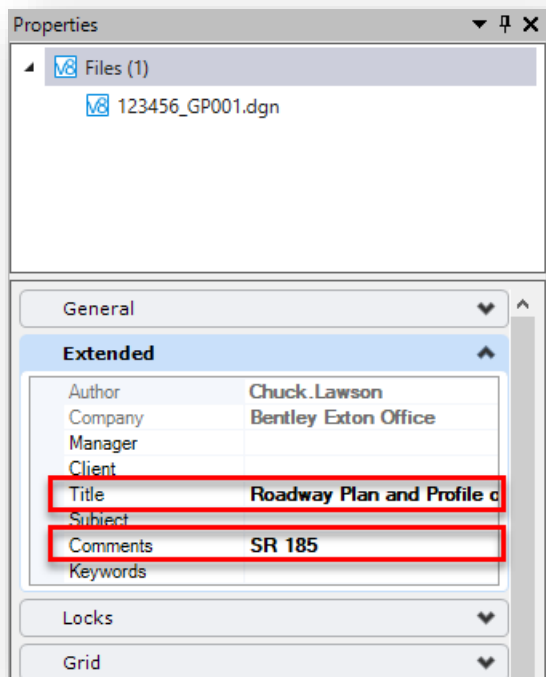 Properties
Files (1)
123456_GP001.dgn
General
Extended
Author Chuck.Lawson
Company Bentley Exton Office
Manager
Client
Title Roadway Plan and Profile
Subject
Comments SR 185
Keywords
Locks
Grid